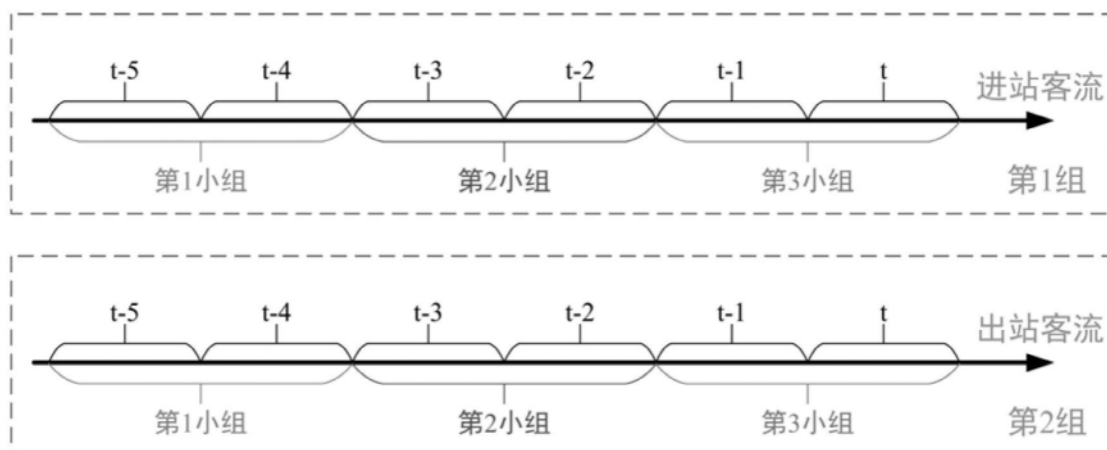 t-5 t-4 t-3 t-2 t-1 t 进站客流
第1小组 第2小组 第3小组 第1组
t-5 t-4 t-3 t-2 t-1 t 出站客流
第1小组 第2小组 第3小组 第2组